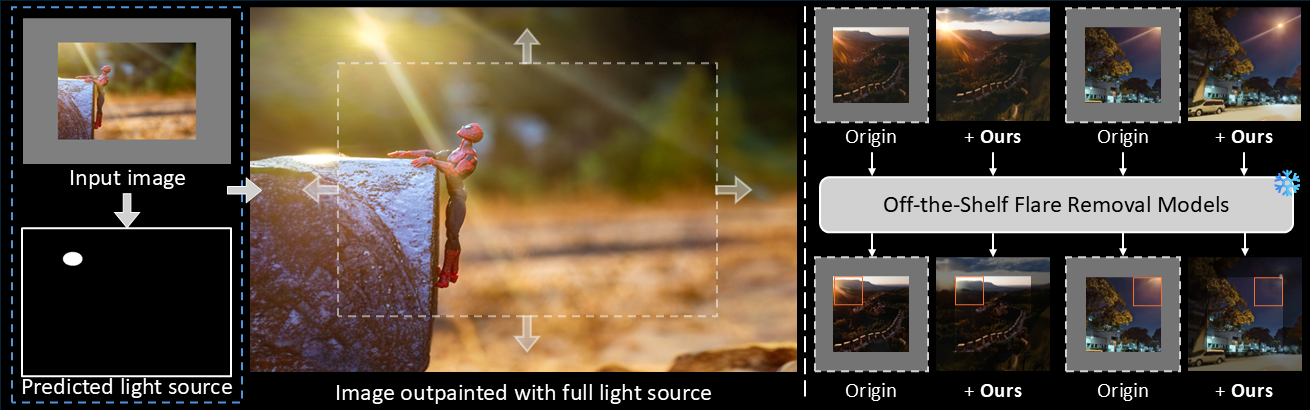 Input image
Predicted light source
Image outpainted with full light source
Origin
+ Ours
Origin
+ Ours
Off-the-Shelf Flare Removal Models
Origin
+ Ours
Origin
+ Ours